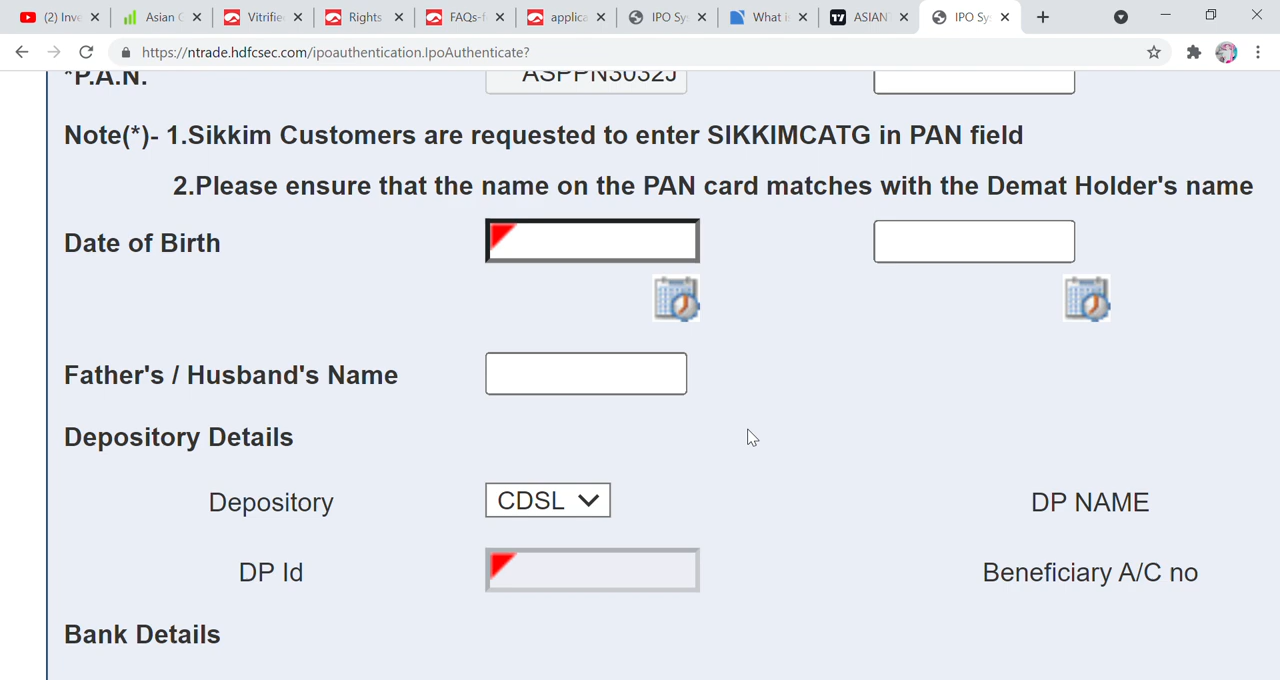 (2) Inve
Asian
Vitrifie
Rights
FAQs-f
applica
IPO Sy
What i
ASIAN
IPO Sy
https://ntrade.hdfcsec.com/ipoauthentication.IpoAuthenticate?
*P.A.N. ASPPN3032J
Note(*)- 1.Sikkim Customers are requested to enter SIKKIMCATG in PAN field
2.Please ensure that the name on the PAN card matches with the Demat Holder's name
Date of Birth
Father's / Husband's Name
Depository Details
Depository CDSL DP NAME
DP Id Beneficiary A/C no
Bank Details